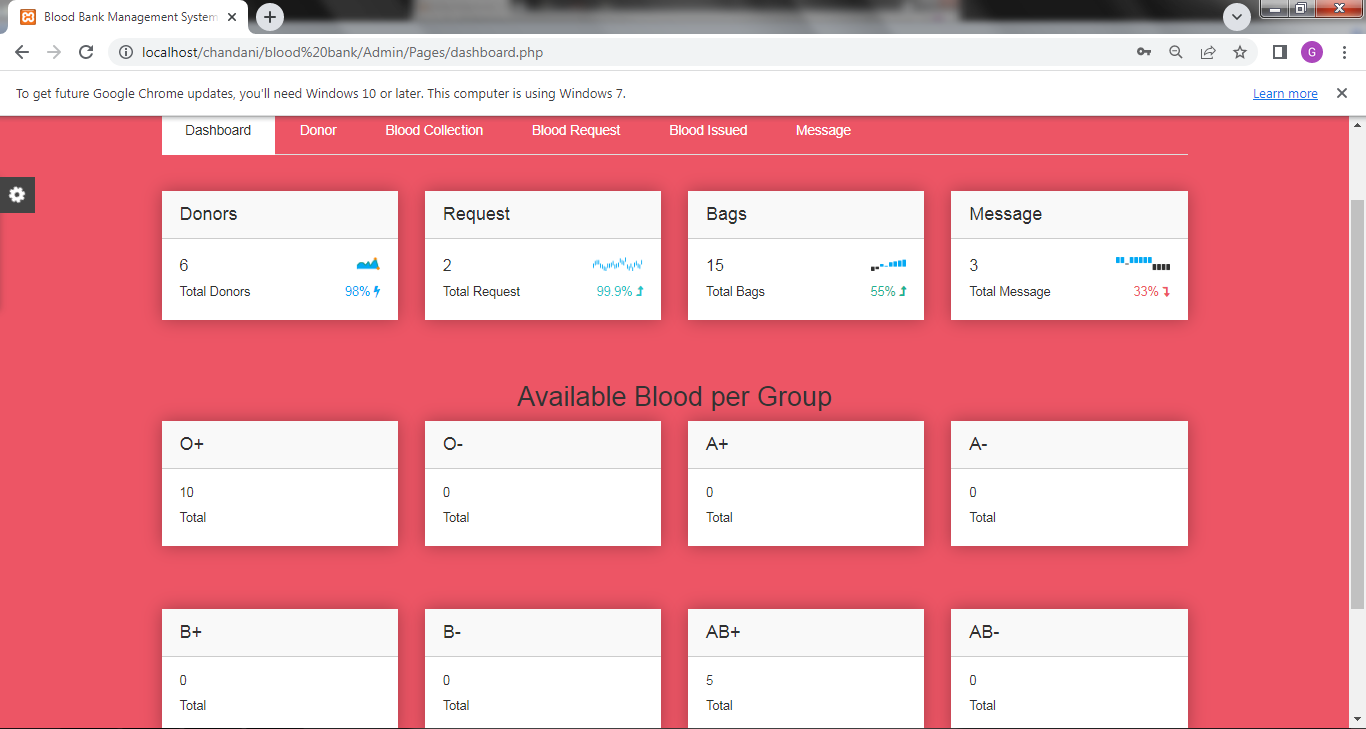 Blood Bank Management System
localhost/chandani/blood%20bank/Admin/Pages/dashboard.php
G
To get future Google Chrome updates, you'll need Windows 10 or later. This computer is using Windows 7. Learn more
Dashboard Donor Blood Collection Blood Request Blood Issued Message
Donors Request Bags Message
6 2 15 3
Total Donors 98% Total Request 99.9% Total Bags 55% Total Message 33%
Available Blood per Group
O+ O- A+ A-
10 0 0 0
Total Total Total Total
B+ B- AB+ AB-
0 0 5 0
Total Total Total Total